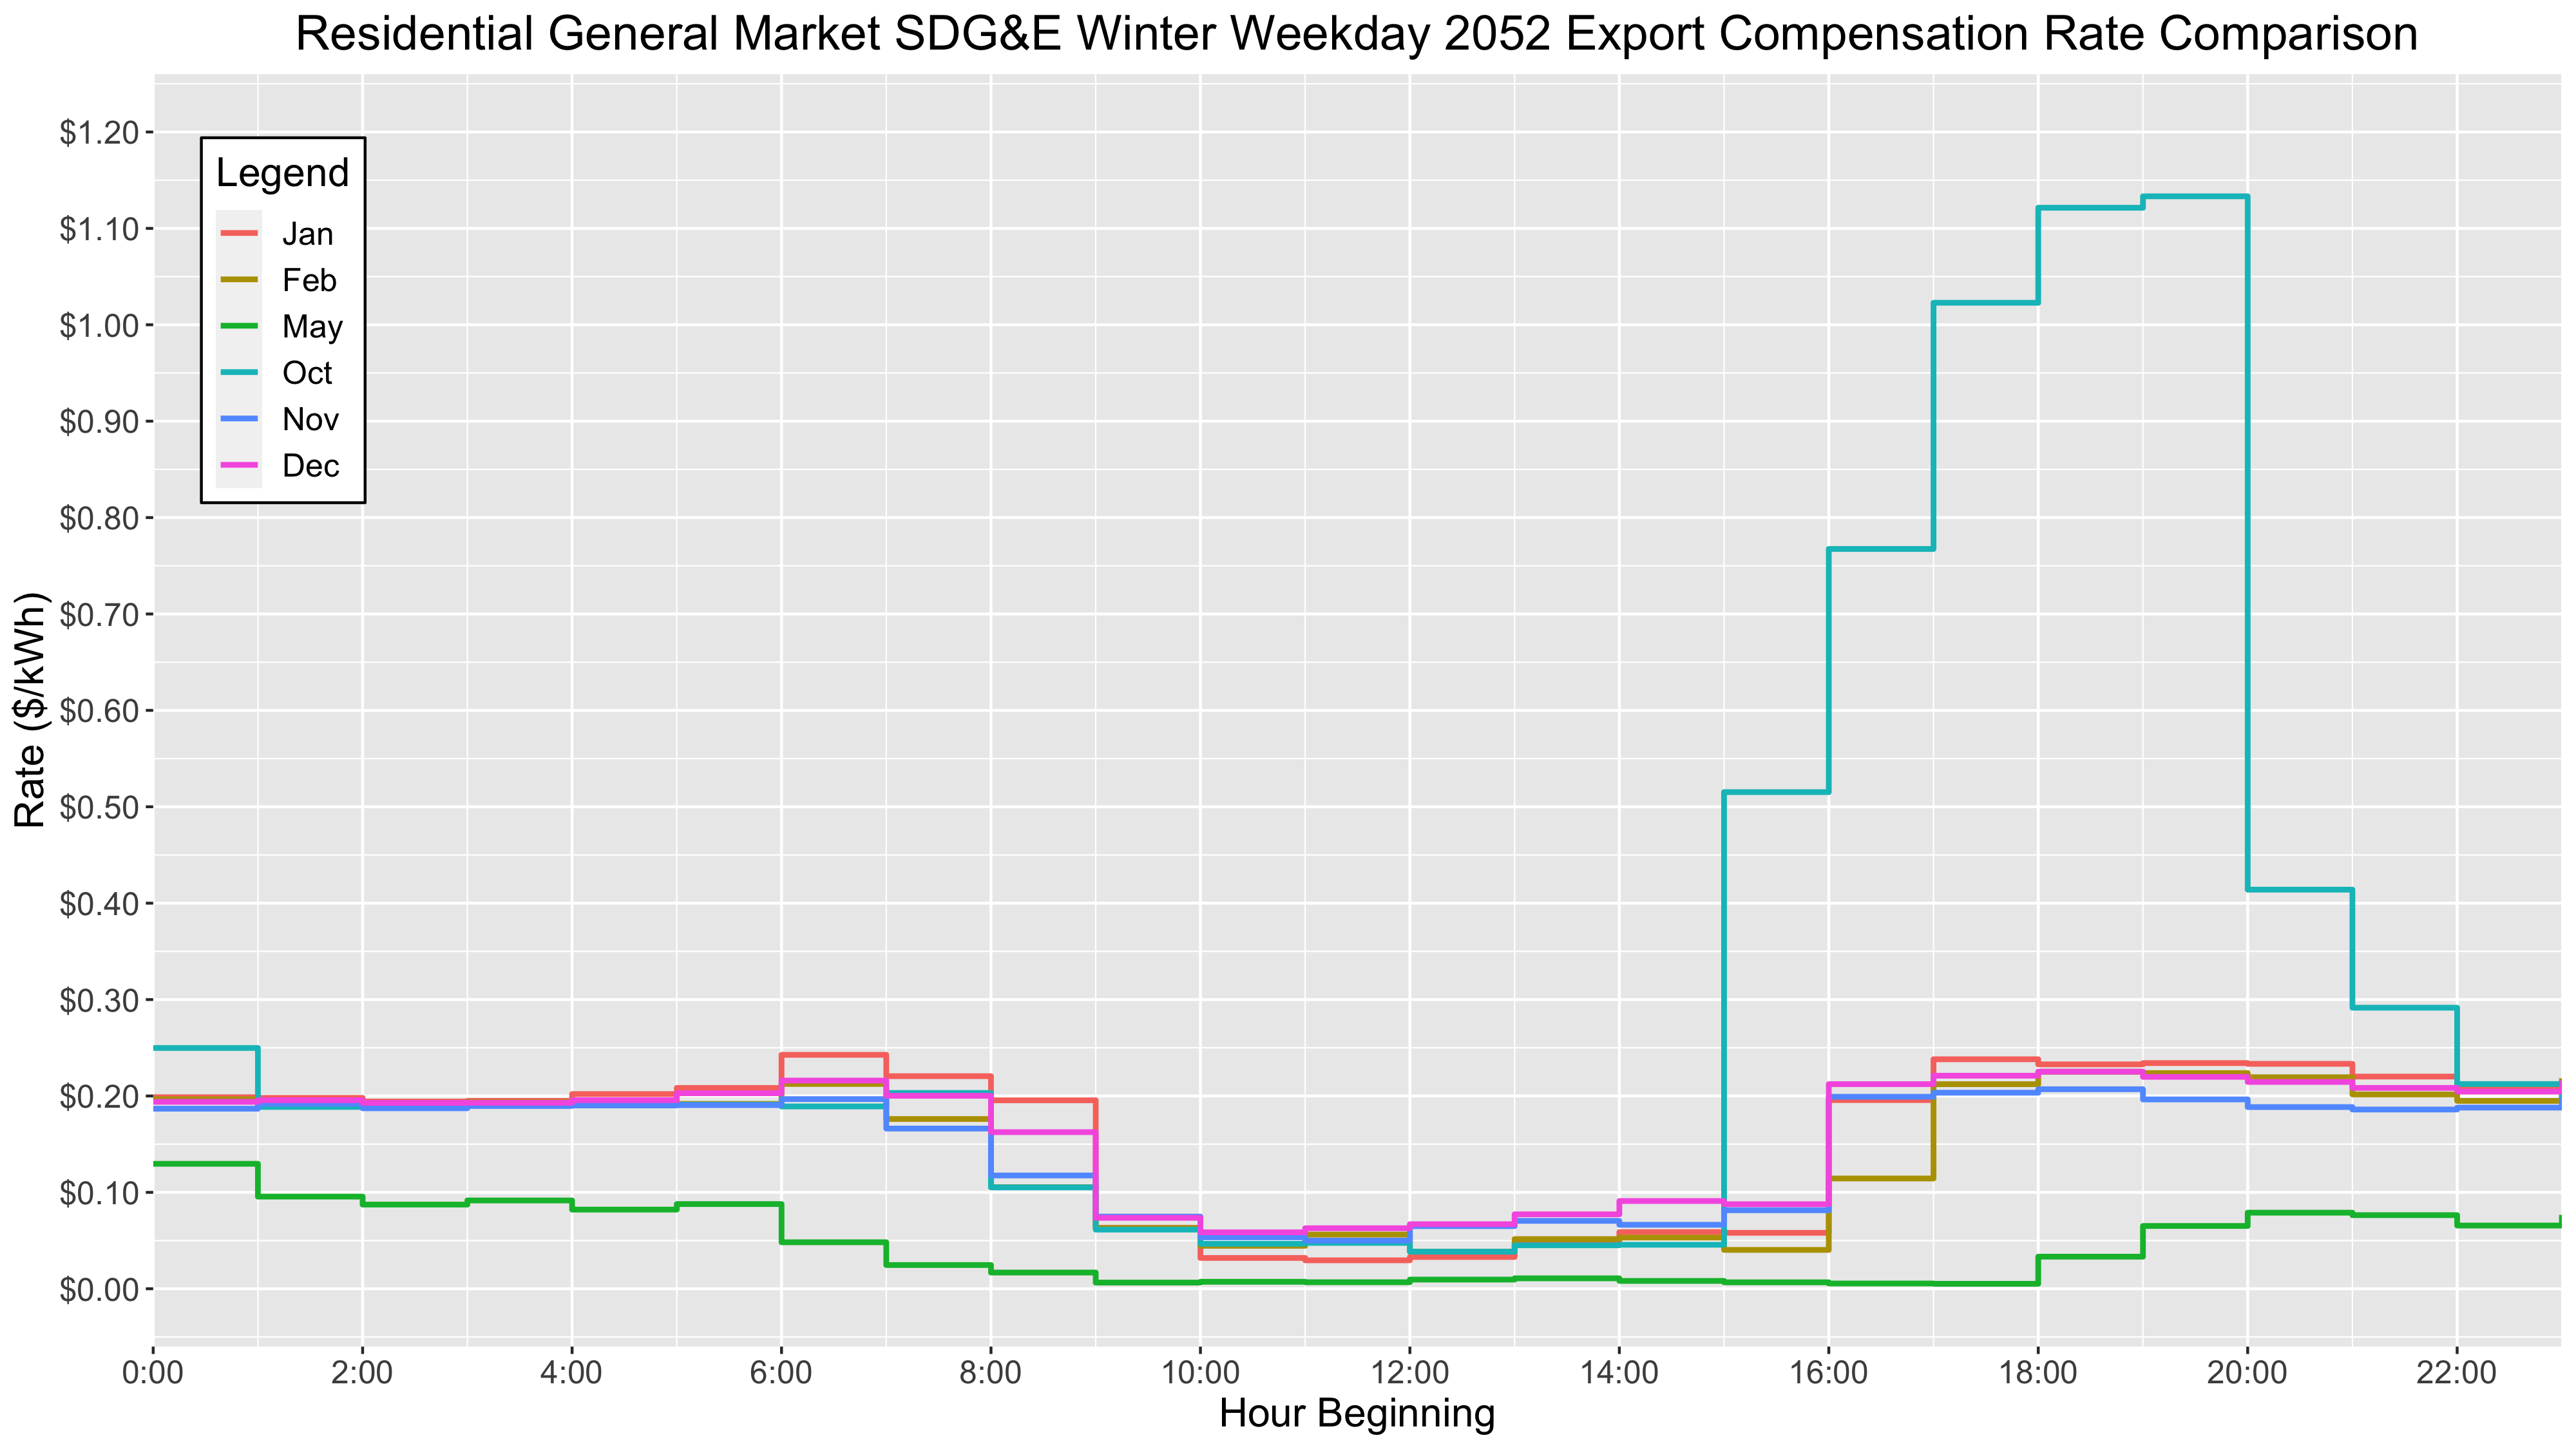 Residential General Market SDG&E Winter Weekday 2052 Export Compensation Rate Comparison
Legend
Jan
Feb
May
Oct
Nov
Dec
Rate ($/kWh)
$1.20
$1.10
$1.00
$0.90
$0.80
$0.70
$0.60
$0.50
$0.40
$0.30
$0.20
$0.10
$0.00
0:00 2:00 4:00 6:00 8:00 10:00 12:00 14:00 16:00 18:00 20:00 22:00
Hour Beginning